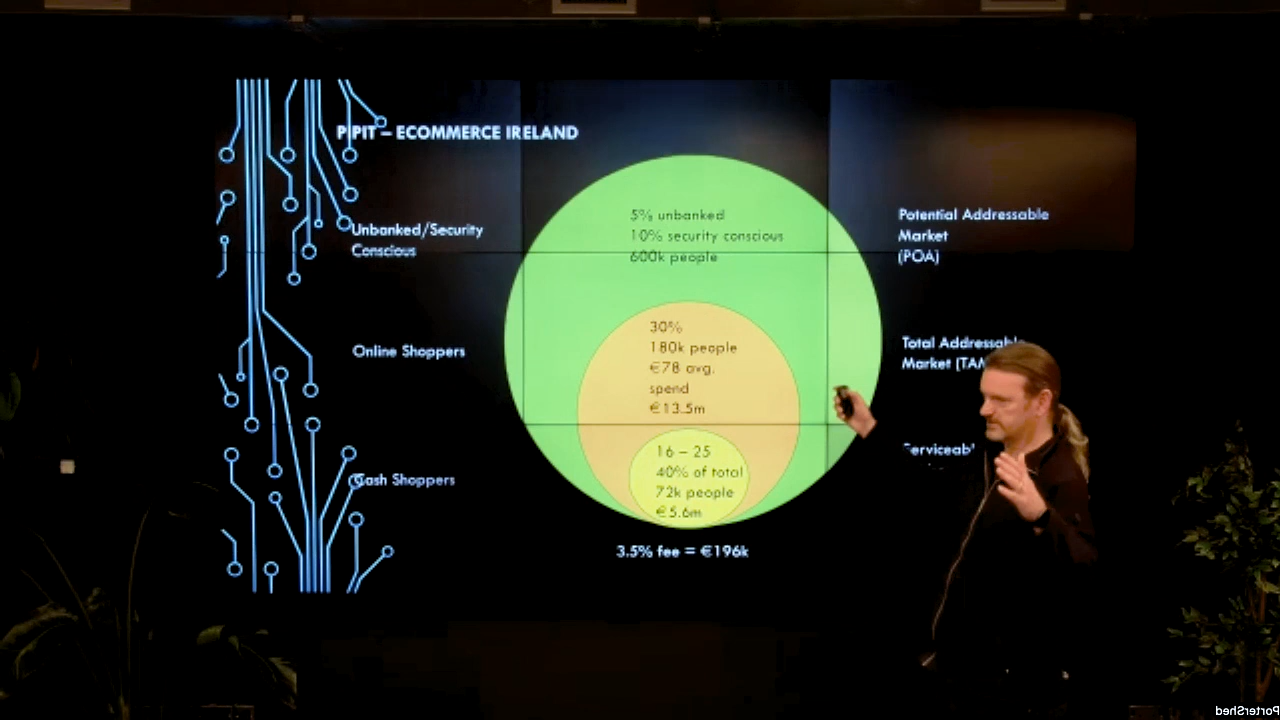 PIPIT – ECOMMERCE IRELAND
Unbanked/Security
Conscious
5% unbanked
10% security conscious
600k people
Potential Addressable
Market
(POA)
Online Shoppers
30%
180k people
€78 avg.
spend
€13.5m
Total Addressable
Market (TAM
Cash Shoppers
16 – 25
40% of total
72k people
€5.6m
3.5% fee = €196k
PorterShed